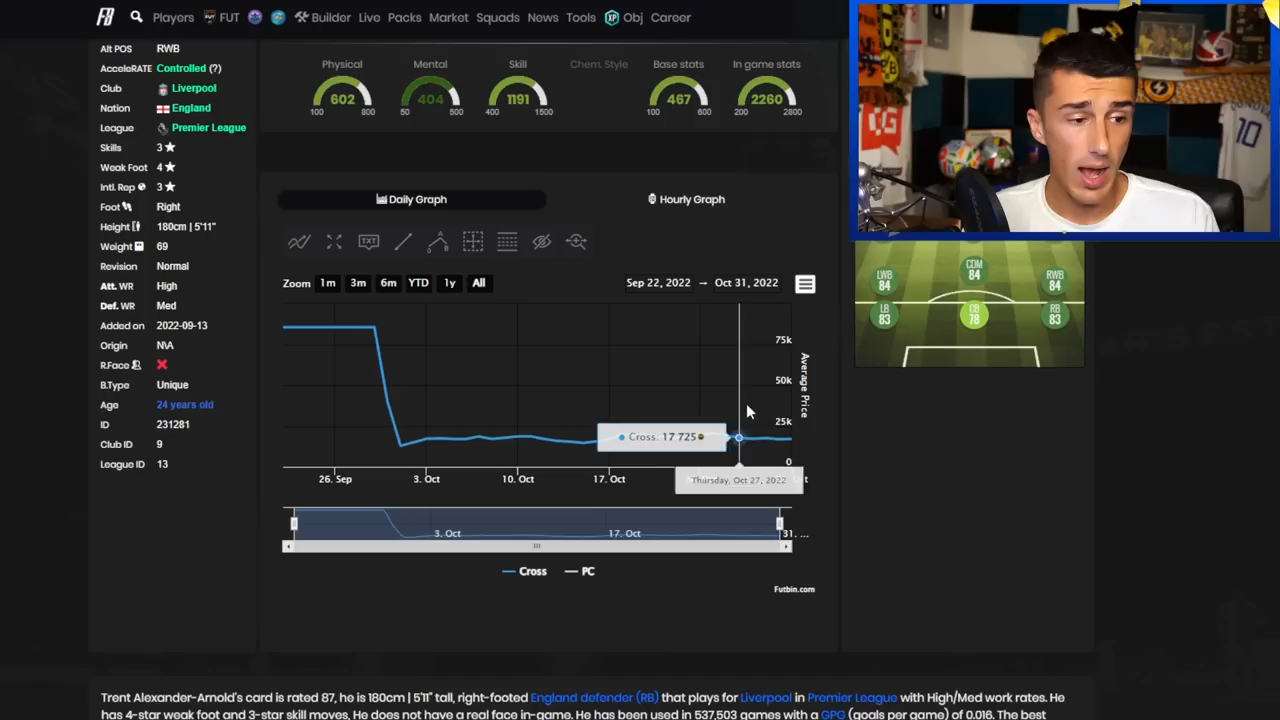 FB Players FUT Builder Live Packs Market Squads News Tools XP Obj Career
Alt POS RWB
AcceleRATE Controlled (?)
Club Liverpool
Nation England
League Premier League
Skills 3★
Weak Foot 4★
Intl. Rep 3★
Foot Right
Height 180cm | 5'11"
Weight 69
Revision Normal
Att. WR High
Def. WR Med
Added on 2022-09-13
Origin N\A
R.Face
B.Type Unique
Age 24 years old
ID 231281
Club ID 9
League ID 13
Physical Mental Skill Chem. Style Base stats In game stats
602 404 1191 467 2260
100 800 50 500 400 1500 100 600 200 2800
Daily Graph Hourly Graph
TXT
Zoom 1m 3m 6m YTD 1y All Sep 22, 2022 → Oct 31, 2022
75k
50k
25k
0
Average Price
Cross: 17 725
Thursday, Oct 27, 2022
26. Sep 3. Oct 10. Oct 17. Oct
3. Oct 17. Oct 31. ...
Cross PC
Futbin.com
LWB 84
CDM 84
RWB 84
LB 83
CB 78
RB 83
10
Trent Alexander-Arnold's card is rated 87, he is 180cm | 5'11" tall, right-footed England defender (RB) that plays for Liverpool in Premier League with High/Med work rates. He
has 4-star weak foot and 3-star skill moves, He does not have a real face in-game. He has been used in 537,503 games with a GPG (goals per game) of 0.016. The best